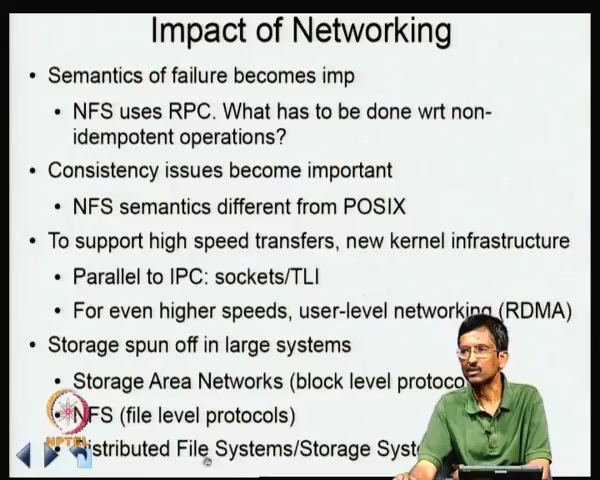 Impact of Networking
• Semantics of failure becomes imp
• NFS uses RPC. What has to be done wrt non-
idempotent operations?
• Consistency issues become important
• NFS semantics different from POSIX
• To support high speed transfers, new kernel infrastructure
• Parallel to IPC: sockets/TLI
• For even higher speeds, user-level networking (RDMA)
• Storage spun off in large systems
• Storage Area Networks (block level protoco
• NFS (file level protocols)
• istributed File Systems/Storage Syst
NPTEL